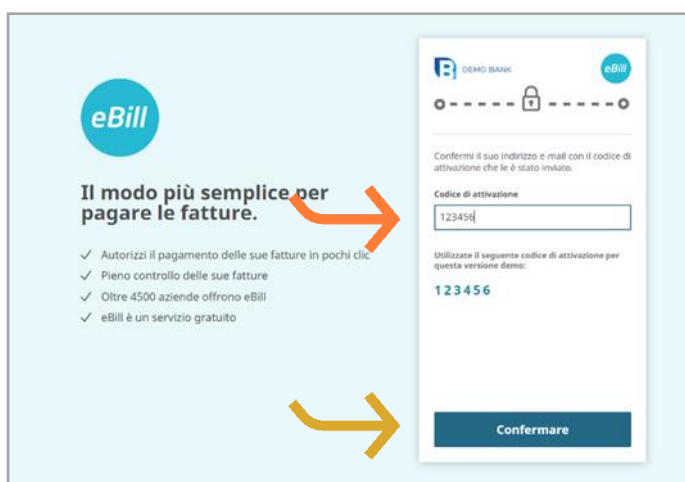 eBill
Il modo più semplice per
pagare le fatture.
✓ Autorizzi il pagamento delle sue fatture in pochi clic
✓ Pieno controllo delle sue fatture
✓ Oltre 4500 aziende offrono eBill
✓ eBill è un servizio gratuito
B DEMO BANK
eBill
Confermi il suo indirizzo e mail con il codice di
attivazione che le è stato inviato.
Codice di attivazione
123456
Utilizzate il seguente codice di attivazione per
questa versione demo:
123456
Confermare